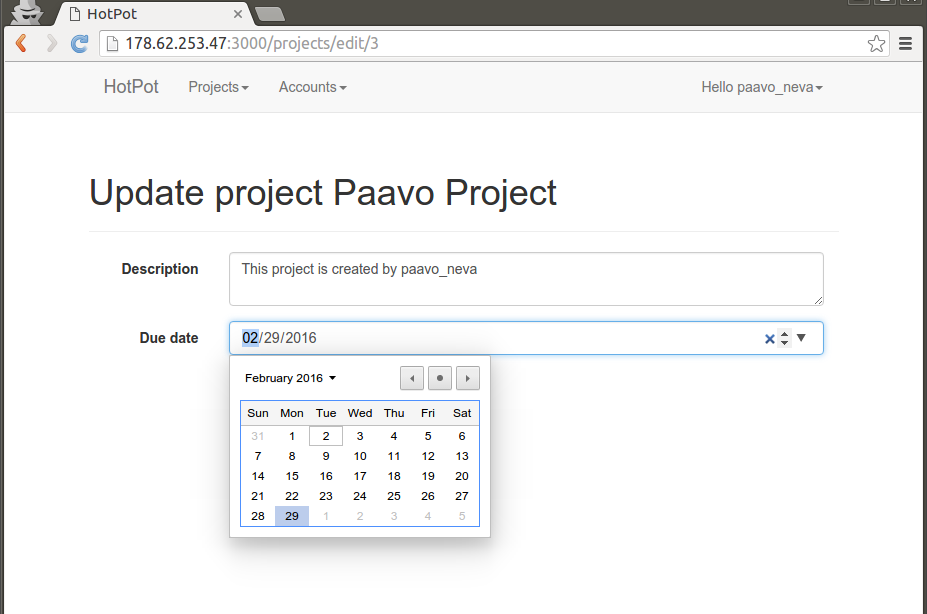 HotPot
178.62.253.47:3000/projects/edit/3
HotPot Projects Accounts Hello paavo_neva
Update project Paavo Project
Description This project is created by paavo_neva
Due date 02/29/2016
February 2016
Sun Mon Tue Wed Thu Fri Sat
31 1 2 3 4 5 6
7 8 9 10 11 12 13
14 15 16 17 18 19 20
21 22 23 24 25 26 27
28 29 1 2 3 4 5